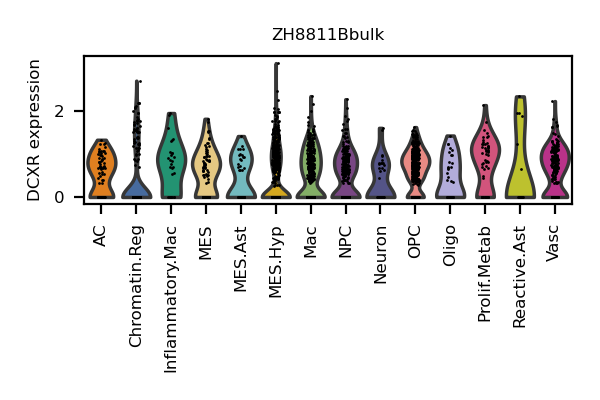 ZH8811Bbulk
DCXR expression
2
0
AC
Chromatin.Reg
Inflammatory.Mac
MES
MES.Ast
MES.Hyp
Mac
NPC
Neuron
OPC
Oligo
Prolif.Metab
Reactive.Ast
Vasc